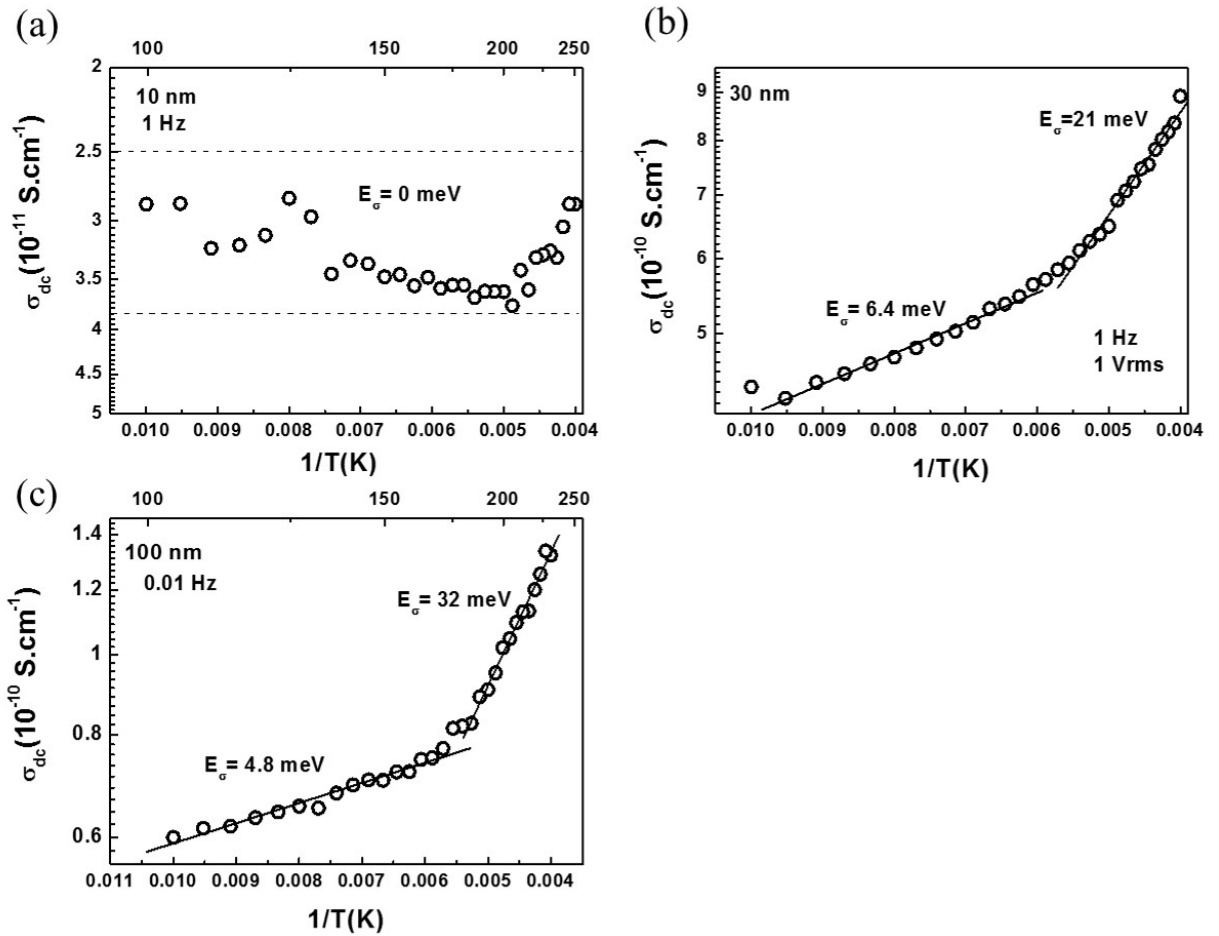 (a)
100 150 200 250
2
2.5
3
3.5
4
4.5
5
σdc(10-11 S.cm-1)
10 nm
1 Hz
Eσ= 0 meV
0.010 0.009 0.008 0.007 0.006 0.005 0.004
1/T(K)
(b)
9
8
7
6
5
σdc(10-10 S.cm-1)
30 nm
Eσ=21 meV
Eσ= 6.4 meV
1 Hz
1 Vrms
0.010 0.009 0.008 0.007 0.006 0.005 0.004
1/T(K)
(c)
100 150 200 250
1.4
1.2
1
0.8
0.6
σdc(10-10 S.cm-1)
100 nm
0.01 Hz
Eσ= 32 meV
Eσ= 4.8 meV
0.011 0.010 0.009 0.008 0.007 0.006 0.005 0.004
1/T(K)